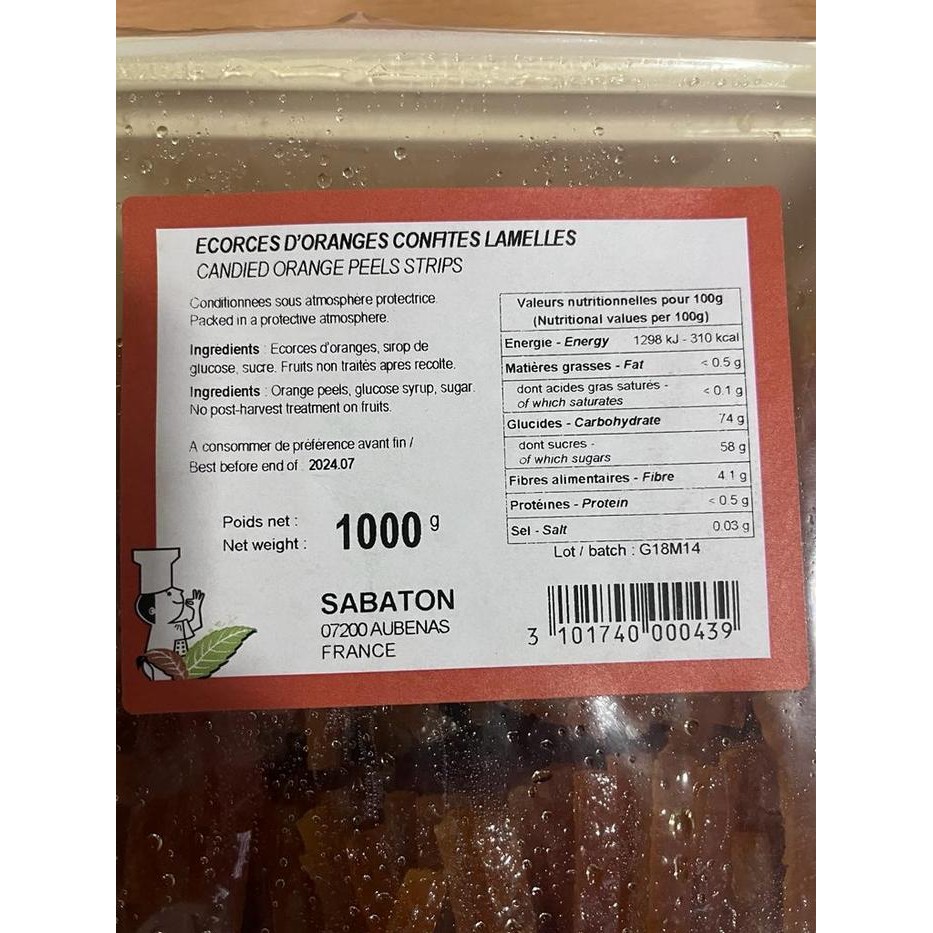 ECORCES D'ORANGES CONFITES LAMELLES
CANDIED ORANGE PEELS STRIPS
Conditionnees sous atmosphère protectrice.
Packed in a protective atmosphere.
Ingrédients : Ecorces d'oranges, sirop de
glucose, sucre. Fruits non traités apres recolte.
Ingredients : Orange peels, glucose syrup, sugar.
No post-harvest treatment on fruits.
A consommer de préférence avant fin /
Best before end of : 2024.07
Poids net :
Net weight :
1000 g
SABATON
07200 AUBENAS
FRANCE
Valeurs nutritionnelles pour 100g
(Nutritional values per 100g)
Energie - Energy 1298 kJ - 310 kcal
Matières grasses - Fat < 0.5 g
dont acides gras saturés -
of which saturates < 0.1 g
Glucides - Carbohydrate 74 g
dont sucres -
of which sugars 58 g
Fibres alimentaires - Fibre 4.1 g
Protéines - Protein < 0.5 g
Sel - Salt 0.03 g
Lot / batch : G18M14
3 101740 000439